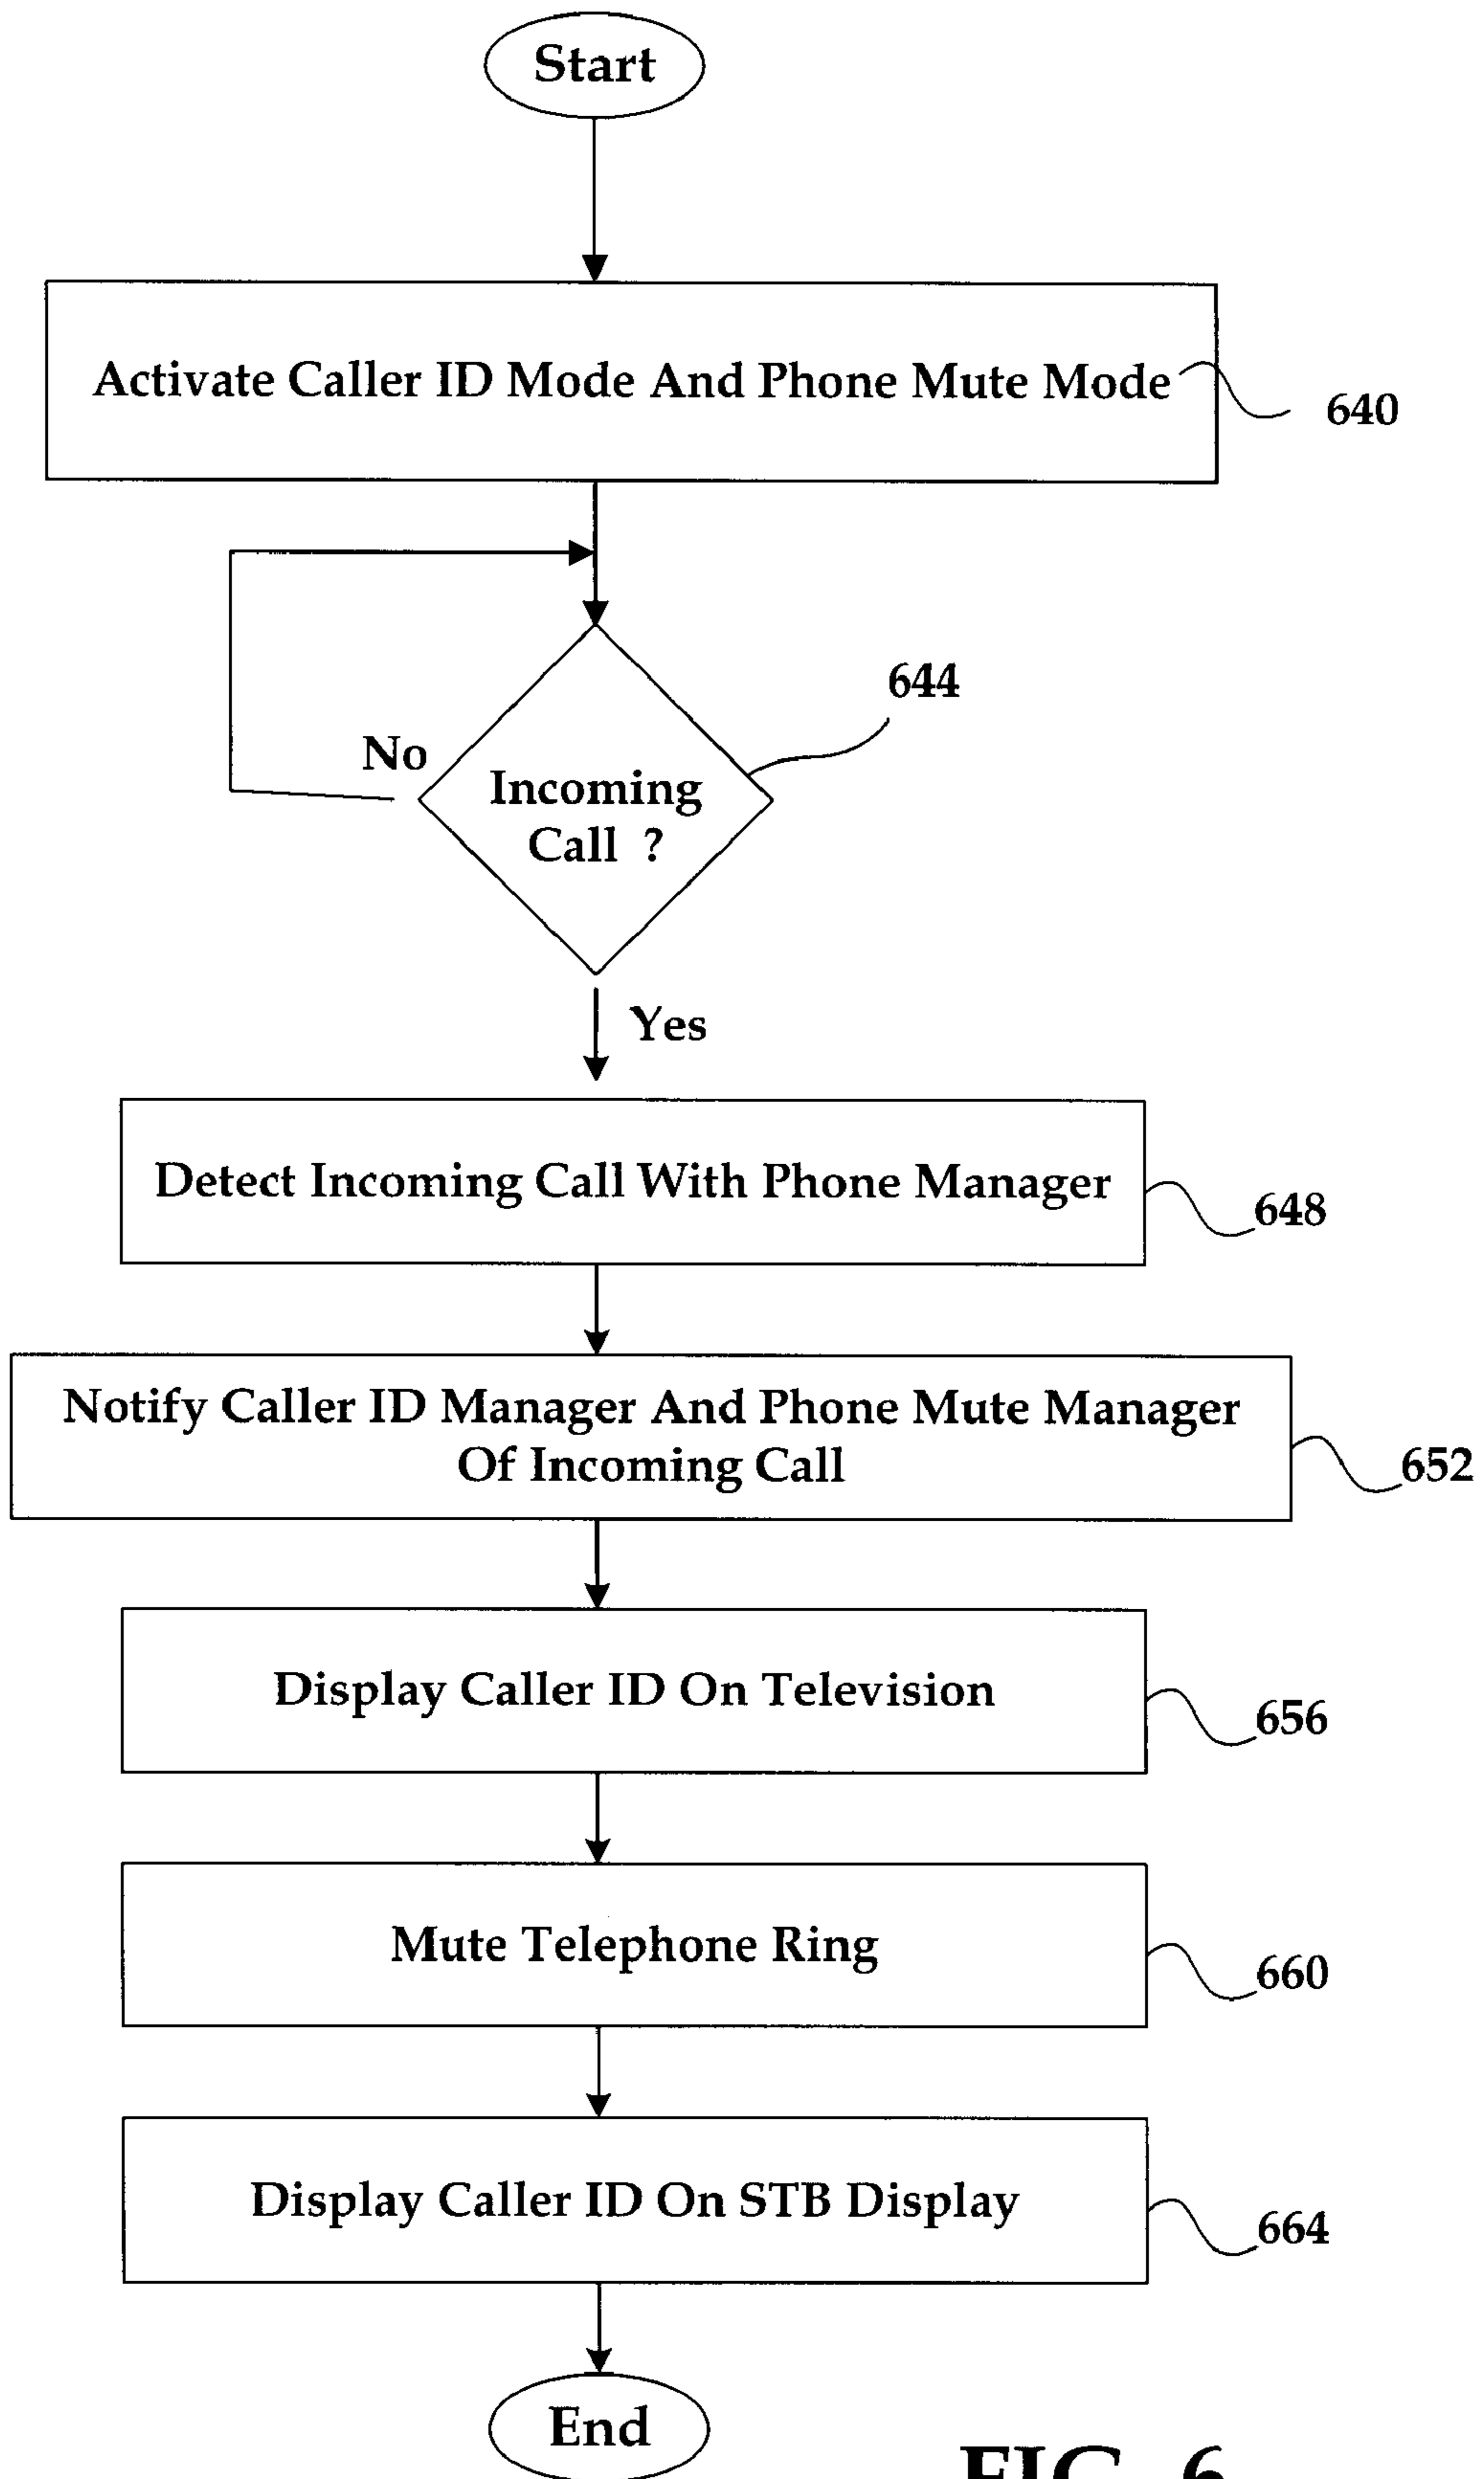 Start
Activate Caller ID Mode And Phone Mute Mode
640
644
No
Incoming
Call ?
Yes
Detect Incoming Call With Phone Manager
648
Notify Caller ID Manager And Phone Mute Manager
Of Incoming Call
652
Display Caller ID On Television
656
Mute Telephone Ring
660
Display Caller ID On STB Display
664
End
FIG. 6